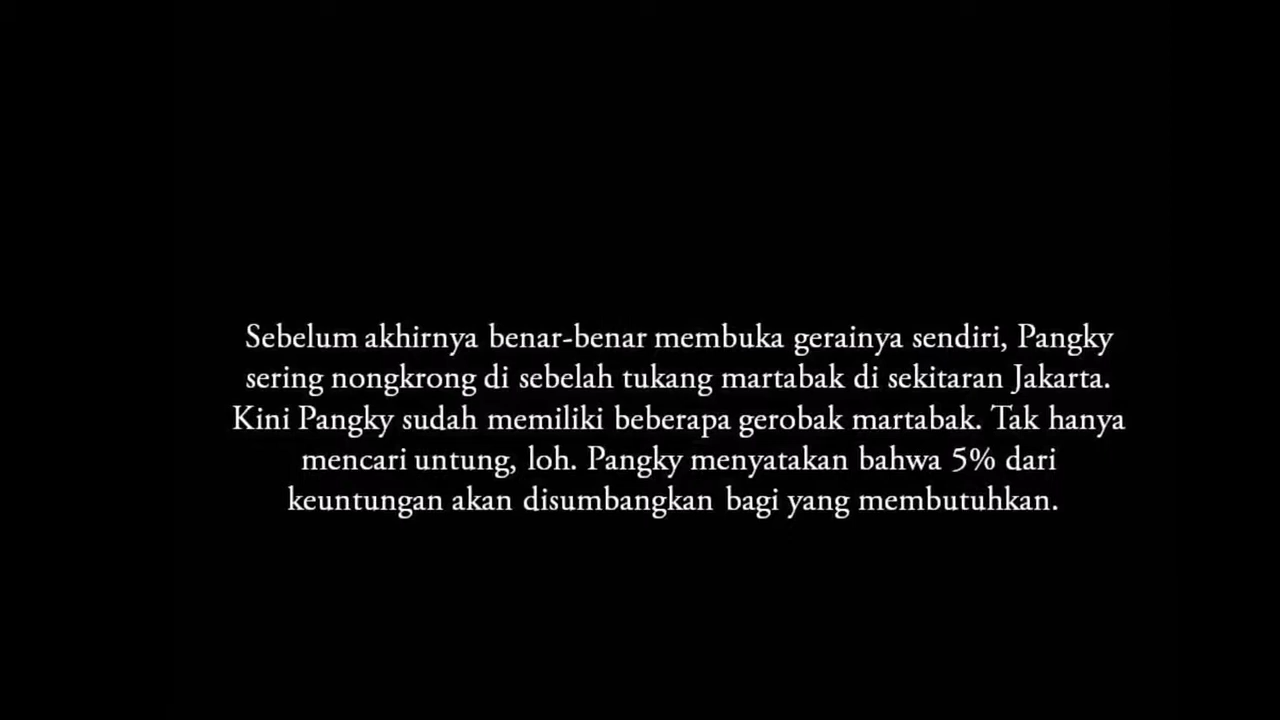 Sebelum akhirnya benar-benar membuka gerainya sendiri, Pangky
sering nongkrong di sebelah tukang martabak di sekitaran Jakarta.
Kini Pangky sudah memiliki beberapa gerobak martabak. Tak hanya
mencari untung, loh. Pangky menyatakan bahwa 5% dari
keuntungan akan disumbangkan bagi yang membutuhkan.